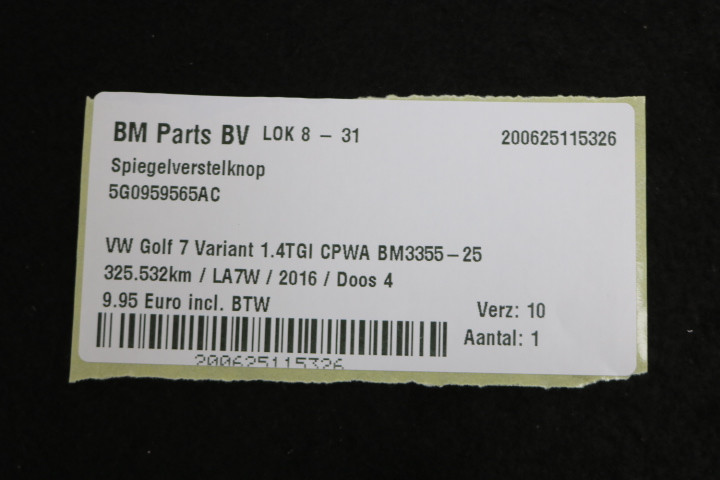 BM Parts BV LOK 8 - 31 200625115326
Spiegelverstelknop
5G0959565AC
VW Golf 7 Variant 1.4TGI CPWA BM3355-25
325.532km / LA7W / 2016 / Doos 4
9.95 Euro incl. BTW
Verz: 10
Aantal: 1
200625115326